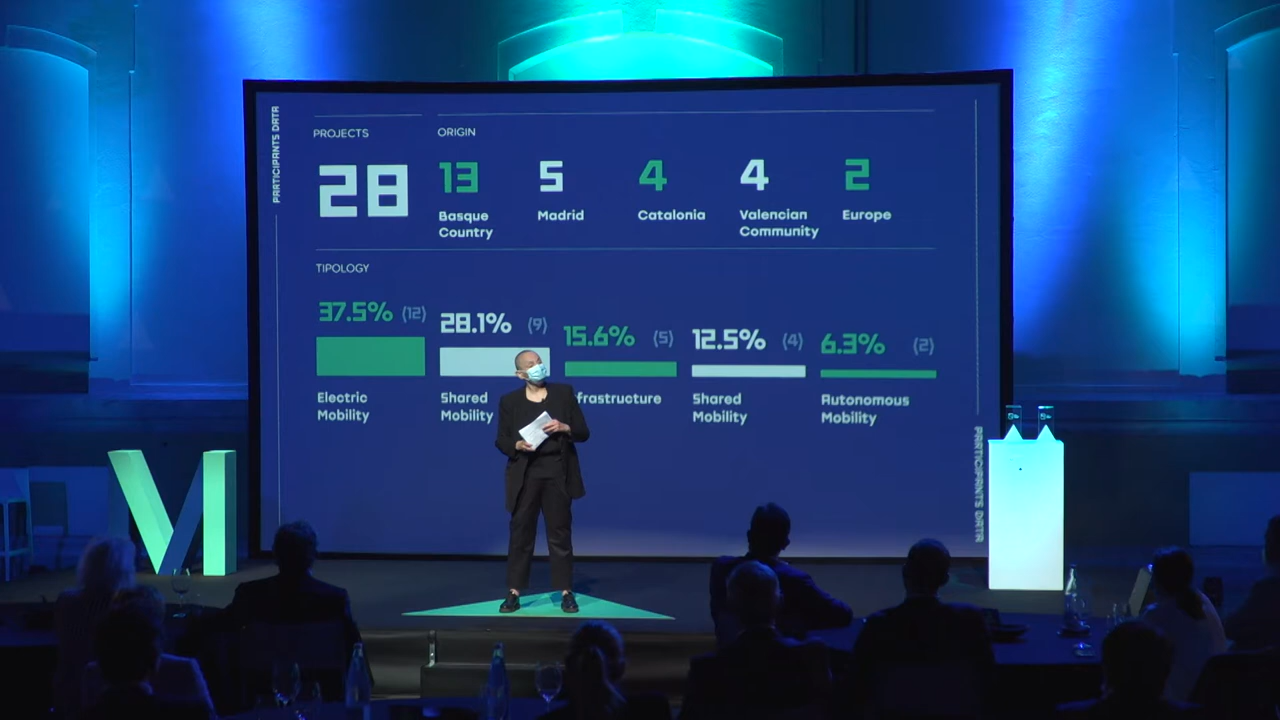 PARTICIPANTS DATA
PROJECTS
28
ORIGIN
13
Basque
Country
5
Madrid
4
Catalonia
4
Valencian
Community
2
Europe
TIPOLOGY
37.5% (12)
Electric
Mobility
28.1% (9)
Shared
Mobility
15.6% (5)
frastructure
12.5% (4)
Shared
Mobility
6.3% (2)
Autonomous
Mobility
PARTICIPANTS DATA